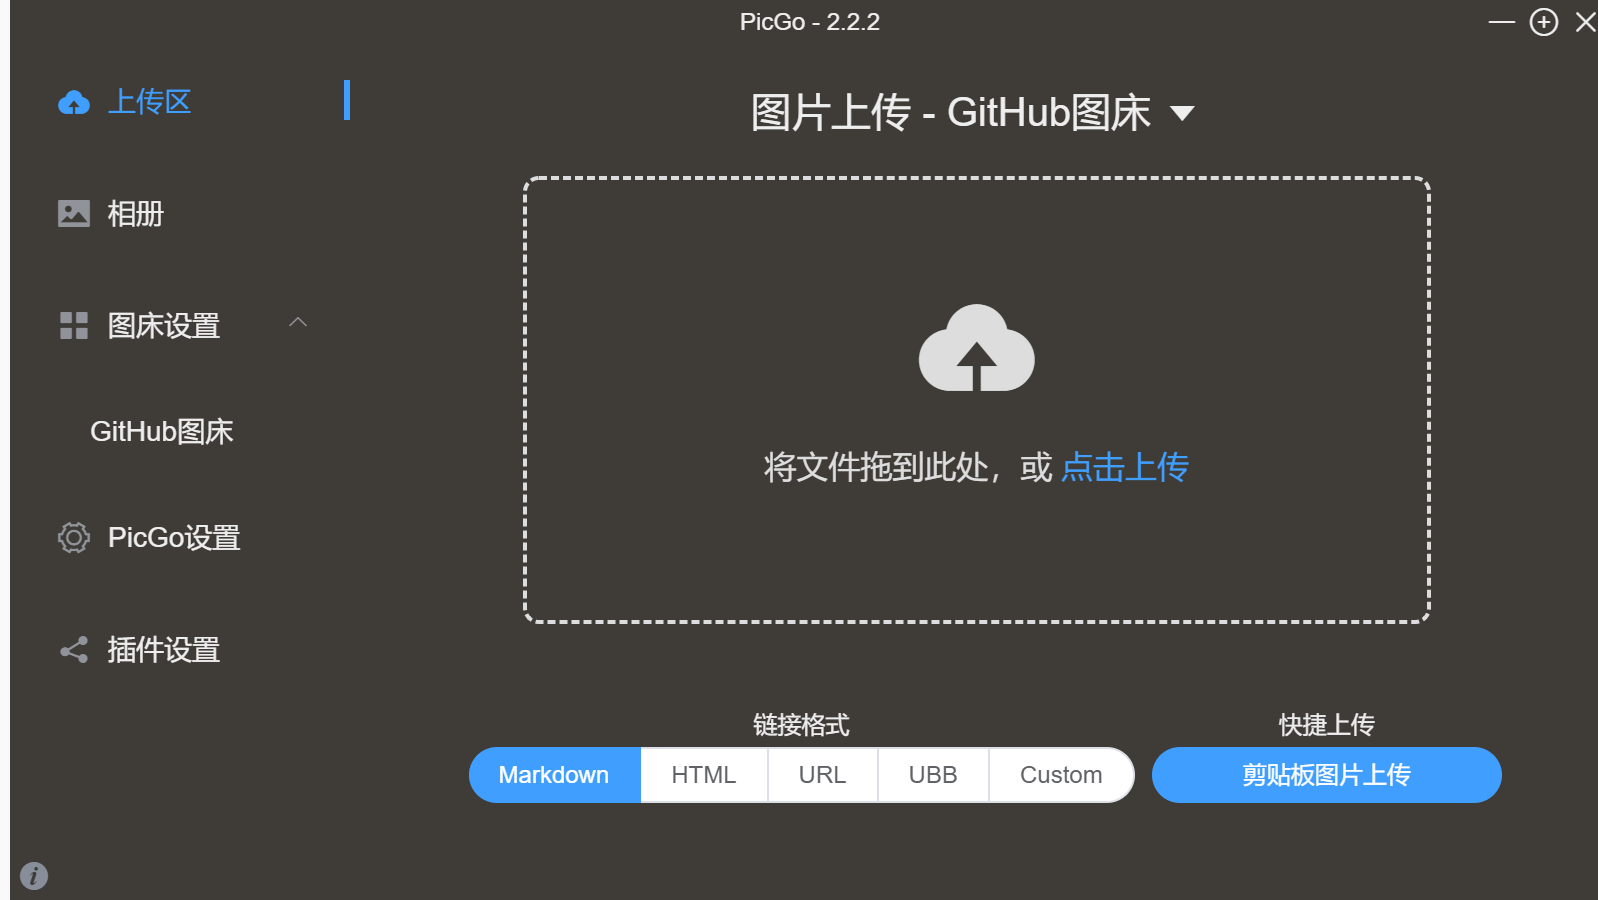 PicGo - 2.2.2
上传区
相册
图床设置
GitHub图床
PicGo设置
插件设置
图片上传 - GitHub图床
将文件拖到此处，或 点击上传
链接格式
Markdown
HTML
URL
UBB
Custom
快捷上传
剪贴板图片上传
i